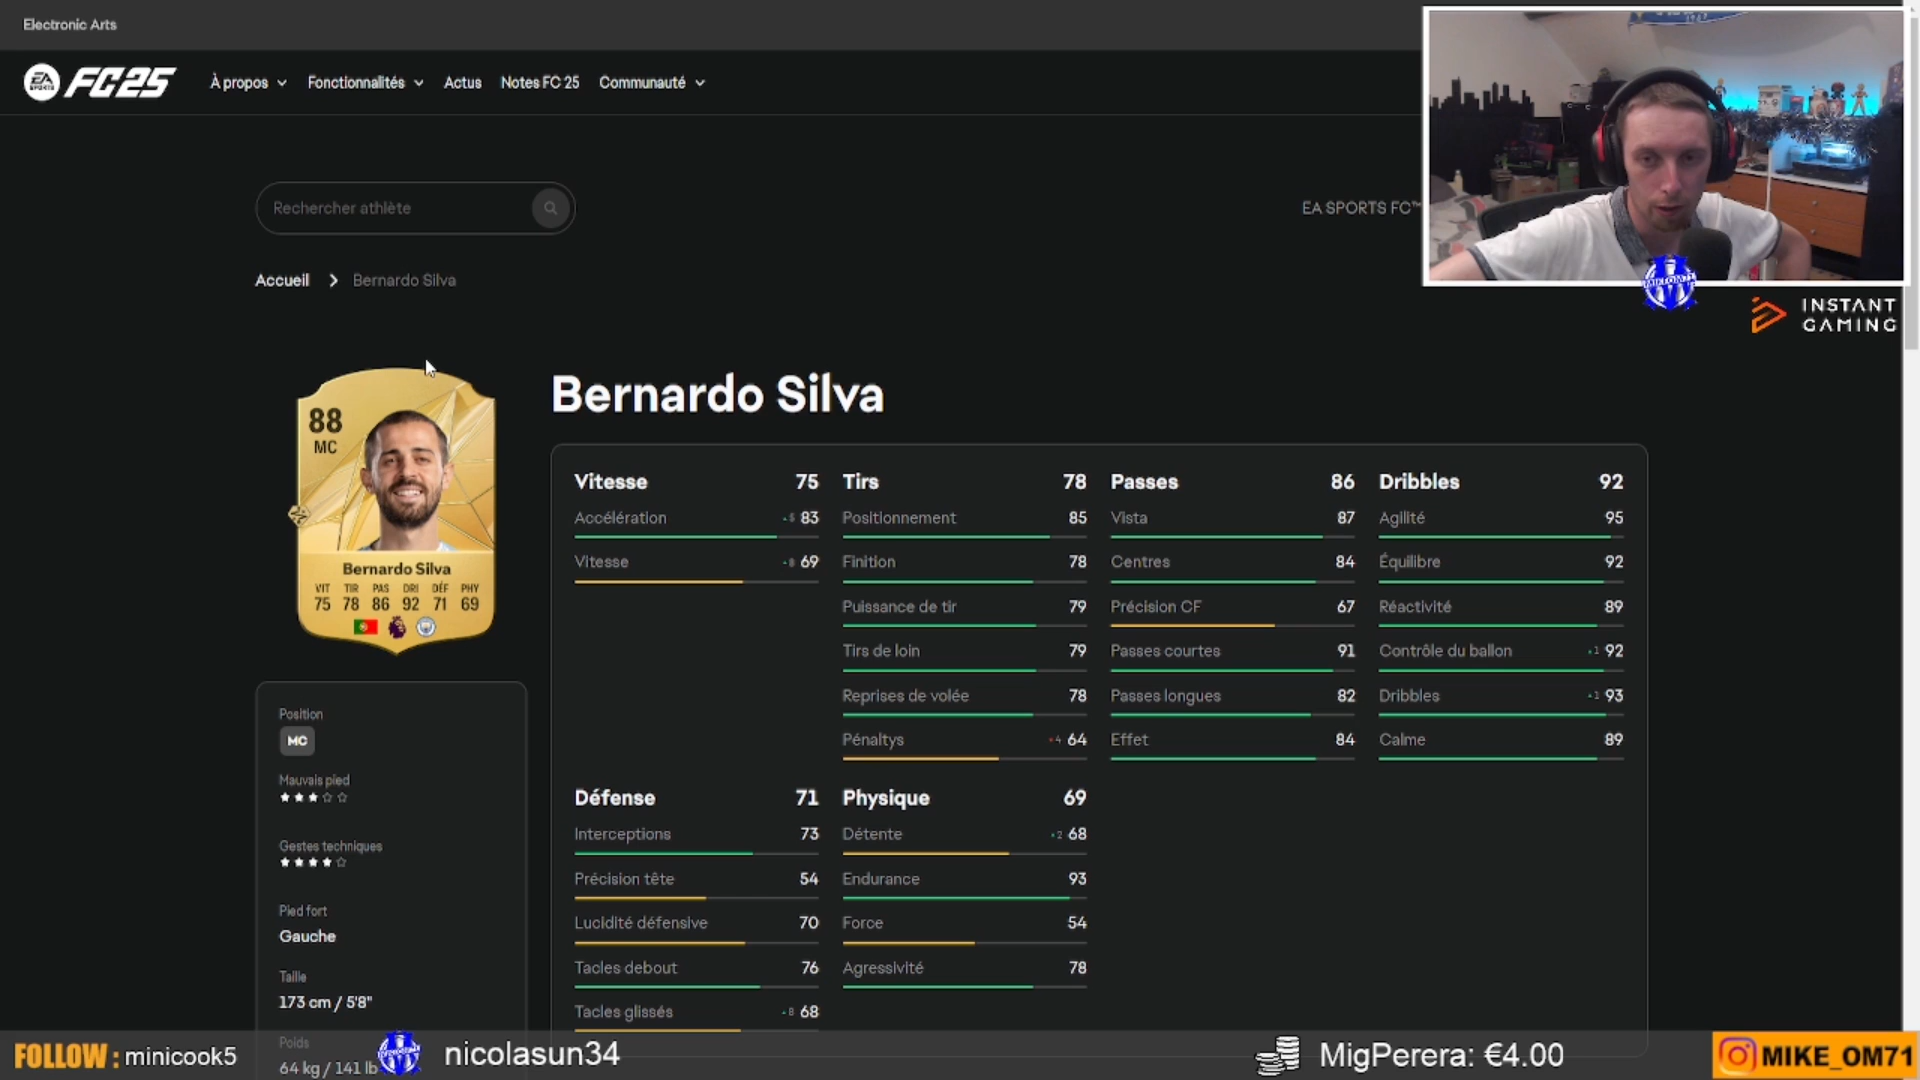 Electronic Arts
EA SPORTS FC25
À propos
Fonctionnalités
Actus
Notes FC 25
Communauté
Rechercher athlète
EA SPORTS FC™
Accueil > Bernardo Silva
INSTANT
GAMING
88
MC
Bernardo Silva
VIT TIR PAS DRI DÉF PHY
75 78 86 92 71 69
Bernardo Silva
Vitesse 75
Accélération 5 83
Vitesse 8 69
Tirs 78
Positionnement 85
Finition 78
Puissance de tir 79
Tirs de loin 79
Reprises de volée 78
Pénaltys 4 64
Passes 86
Vista 87
Centres 84
Précision CF 67
Passes courtes 91
Passes longues 82
Effet 84
Dribbles 92
Agilité 95
Équilibre 92
Réactivité 89
Contrôle du ballon 1 92
Dribbles 1 93
Calme 89
Défense 71
Interceptions 73
Précision tête 54
Lucidité défensive 70
Tacles debout 76
Tacles glissés 8 68
Physique 69
Détente 2 68
Endurance 93
Force 54
Agressivité 78
Position
MC
Mauvais pied
Gestes techniques
Pied fort
Gauche
Taille
173 cm / 5'8"
Poids
64 kg / 141 lb
FOLLOW : minicook5
nicolasun34
MigPerera: €4.00
MIKE_OM71